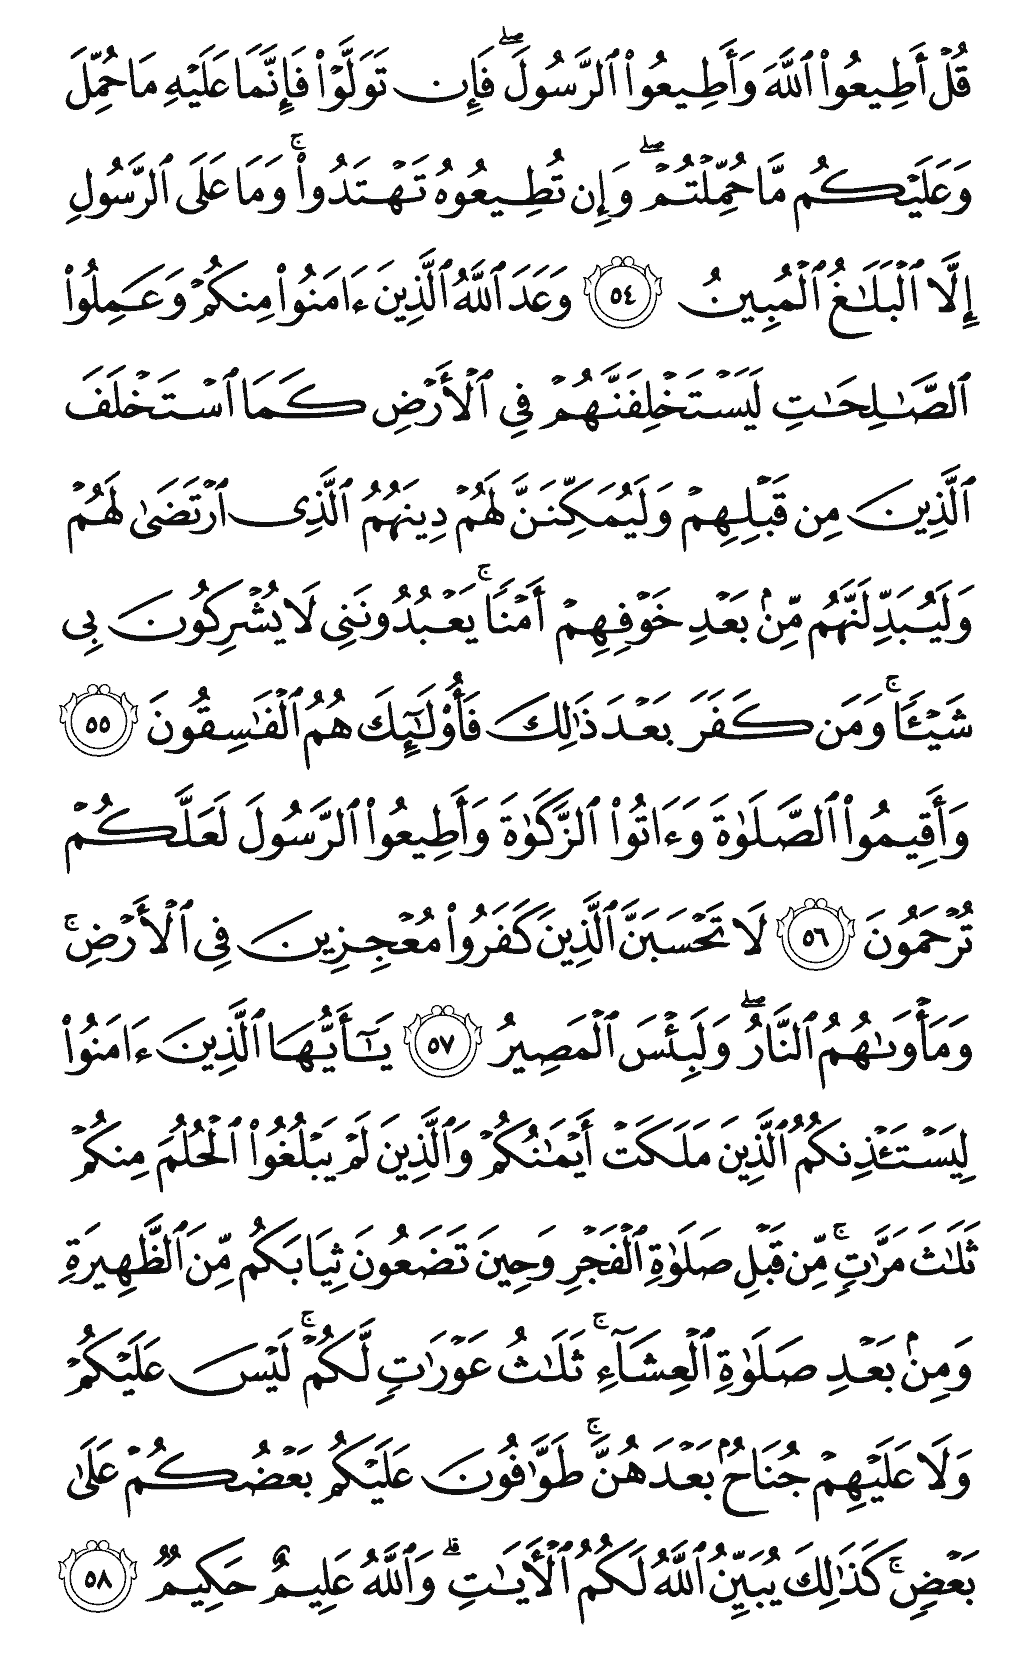 قُلْ أَطِيعُوا۟ ٱللَّهَ وَأَطِيعُوا۟ ٱلرَّسُولَ ۖ فَإِن تَوَلَّوْا۟ فَإِنَّمَا عَلَيْهِ مَا حُمِّلَ
وَعَلَيْكُم مَّا حُمِّلْتُمْ ۖ وَإِن تُطِيعُوهُ تَهْتَدُوا۟ ۚ وَمَا عَلَى ٱلرَّسُولِ
إِلَّا ٱلْبَلَـٰغُ ٱلْمُبِينُ ٥٤ وَعَدَ ٱللَّهُ ٱلَّذِينَ ءَامَنُوا۟ مِنكُمْ وَعَمِلُوا۟
ٱلصَّـٰلِحَـٰتِ لَيَسْتَخْلِفَنَّهُمْ فِى ٱلْأَرْضِ كَمَا ٱسْتَخْلَفَ
ٱلَّذِينَ مِن قَبْلِهِمْ وَلَيُمَكِّنَنَّ لَهُمْ دِينَهُمُ ٱلَّذِى ٱرْتَضَىٰ لَهُمْ
وَلَيُبَدِّلَنَّهُم مِّنۢ بَعْدِ خَوْفِهِمْ أَمْنًا ۚ يَعْبُدُونَنِى لَا يُشْرِكُونَ بِى
شَيْـًٔا ۚ وَمَن كَفَرَ بَعْدَ ذَٰلِكَ فَأُو۟لَـٰٓئِكَ هُمُ ٱلْفَـٰسِقُونَ ٥٥
وَأَقِيمُوا۟ ٱلصَّلَوٰةَ وَءَاتُوا۟ ٱلزَّكَوٰةَ وَأَطِيعُوا۟ ٱلرَّسُولَ لَعَلَّكُمْ
تُرْحَمُونَ ٥٦ لَا تَحْسَبَنَّ ٱلَّذِينَ كَفَرُوا۟ مُعْجِزِينَ فِى ٱلْأَرْضِ ۚ
وَمَأْوَىٰهُمُ ٱلنَّارُ ۖ وَلَبِئْسَ ٱلْمَصِيرُ ٥٧ يَـٰٓأَيُّهَا ٱلَّذِينَ ءَامَنُوا۟
لِيَسْتَـْٔذِنكُمُ ٱلَّذِينَ مَلَكَتْ أَيْمَـٰنُكُمْ وَٱلَّذِينَ لَمْ يَبْلُغُوا۟ ٱلْحُلُمَ مِنكُمْ
ثَلَـٰثَ مَرَّٰتٍ ۚ مِّن قَبْلِ صَلَوٰةِ ٱلْفَجْرِ وَحِينَ تَضَعُونَ ثِيَابَكُم مِّنَ ٱلظَّهِيرَةِ
وَمِنۢ بَعْدِ صَلَوٰةِ ٱلْعِشَآءِ ۚ ثَلَـٰثُ عَوْرَٰتٍ لَّكُمْ ۚ لَيْسَ عَلَيْكُمْ
وَلَا عَلَيْهِمْ جُنَاحٌۢ بَعْدَهُنَّ ۚ طَوَّٰفُونَ عَلَيْكُم بَعْضُكُمْ عَلَىٰ
بَعْضٍ ۚ كَذَٰلِكَ يُبَيِّنُ ٱللَّهُ لَكُمُ ٱلْـَٔايَـٰتِ ۗ وَٱللَّهُ عَلِيمٌ حَكِيمٌ ٥٨